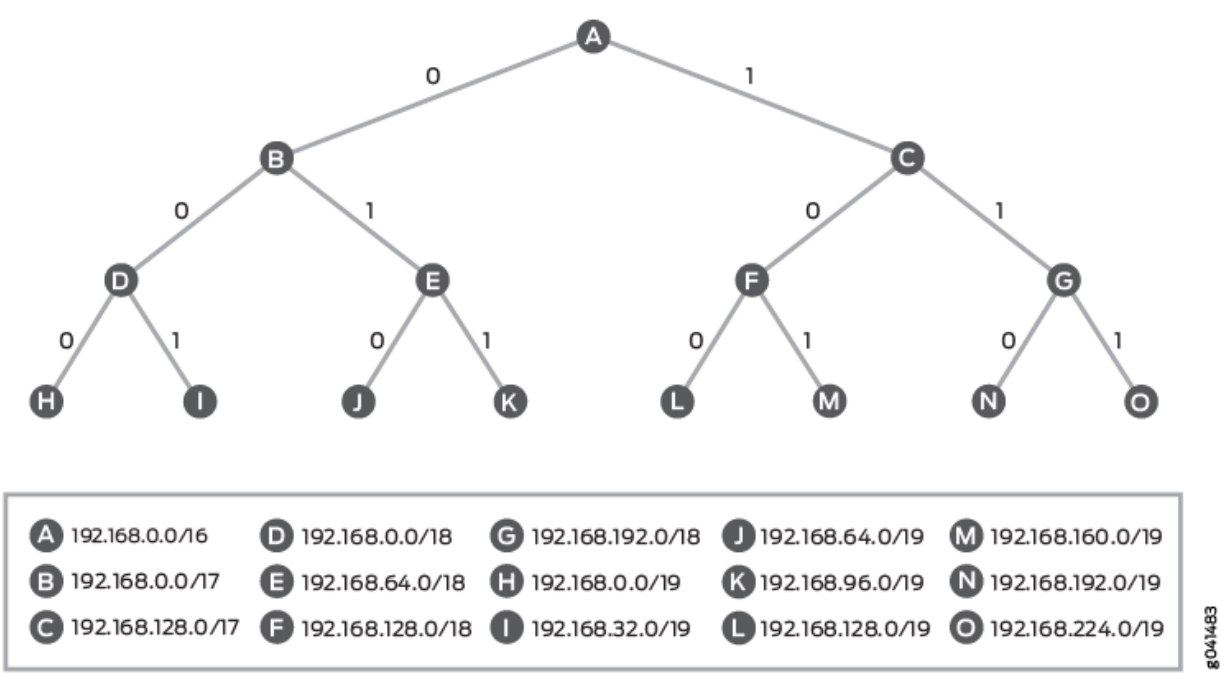 A
0 1
B C
0 1 0 1
D E F G
0 1 0 1 0 1 0 1
H I J K L M N O
A 192.168.0.0/16 D 192.168.0.0/18 G 192.168.192.0/18 J 192.168.64.0/19 M 192.168.160.0/19
B 192.168.0.0/17 E 192.168.64.0/18 H 192.168.0.0/19 K 192.168.96.0/19 N 192.168.192.0/19
C 192.168.128.0/17 F 192.168.128.0/18 I 192.168.32.0/19 L 192.168.128.0/19 O 192.168.224.0/19
g041483